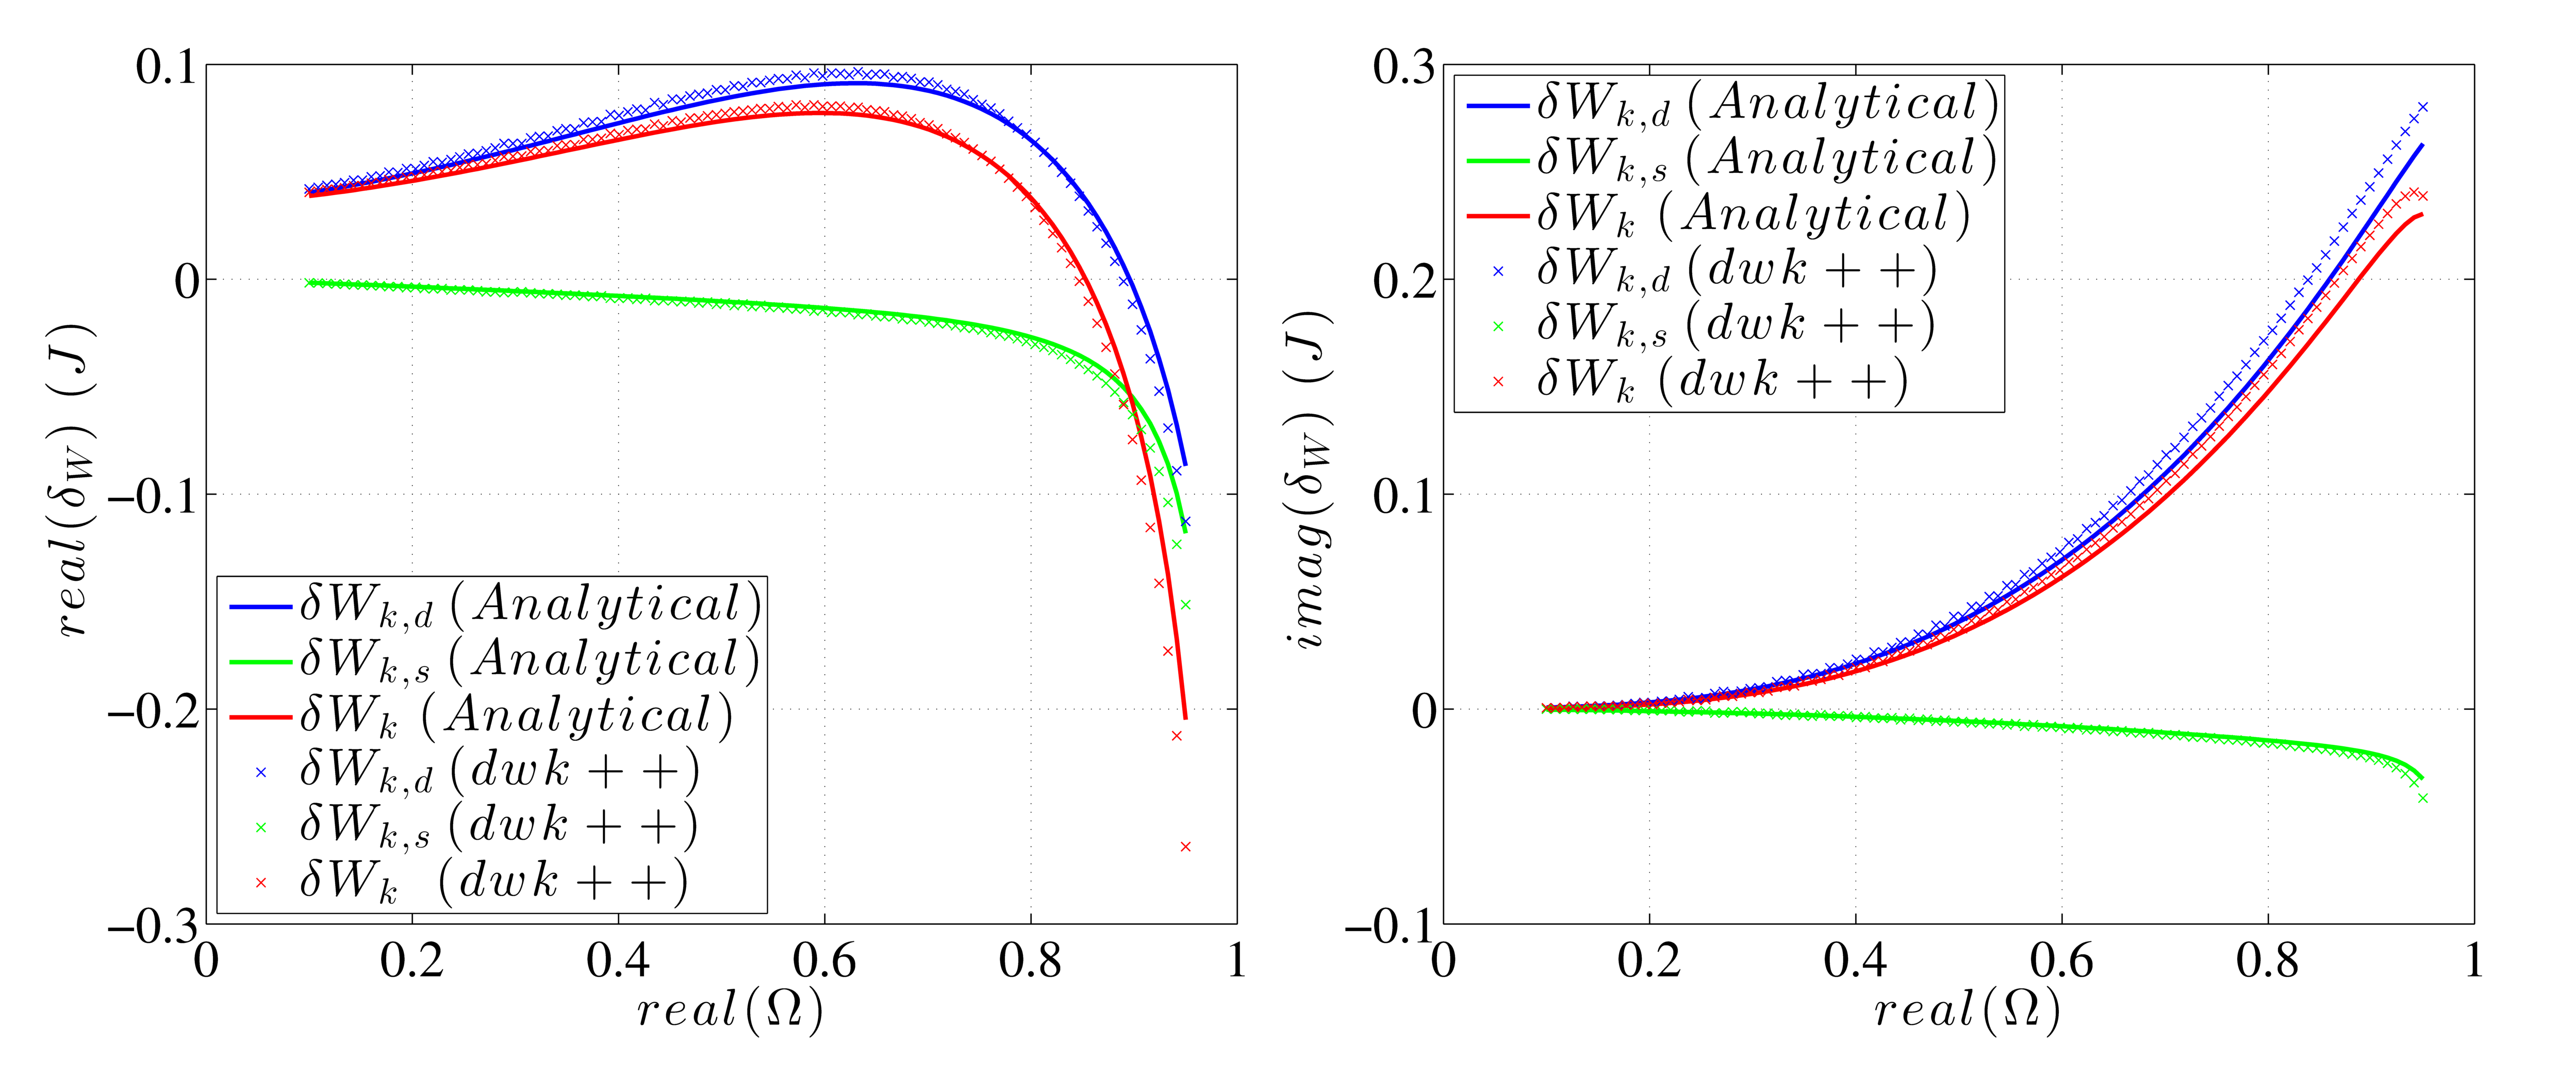 0.1
0
−0.1
−0.2
−0.3
0
0.2
0.4
0.6
0.8
1
real(δ_W) (J)
real(Ω)
δW_{k,d} (Analytical)
δW_{k,s} (Analytical)
δW_k (Analytical)
δW_{k,d} (dwk++)
δW_{k,s} (dwk++)
δW_k (dwk++)
0.3
0.2
0.1
0
−0.1
0
0.2
0.4
0.6
0.8
1
imag(δ_W) (J)
real(Ω)
δW_{k,d} (Analytical)
δW_{k,s} (Analytical)
δW_k (Analytical)
δW_{k,d} (dwk++)
δW_{k,s} (dwk++)
δW_k (dwk++)